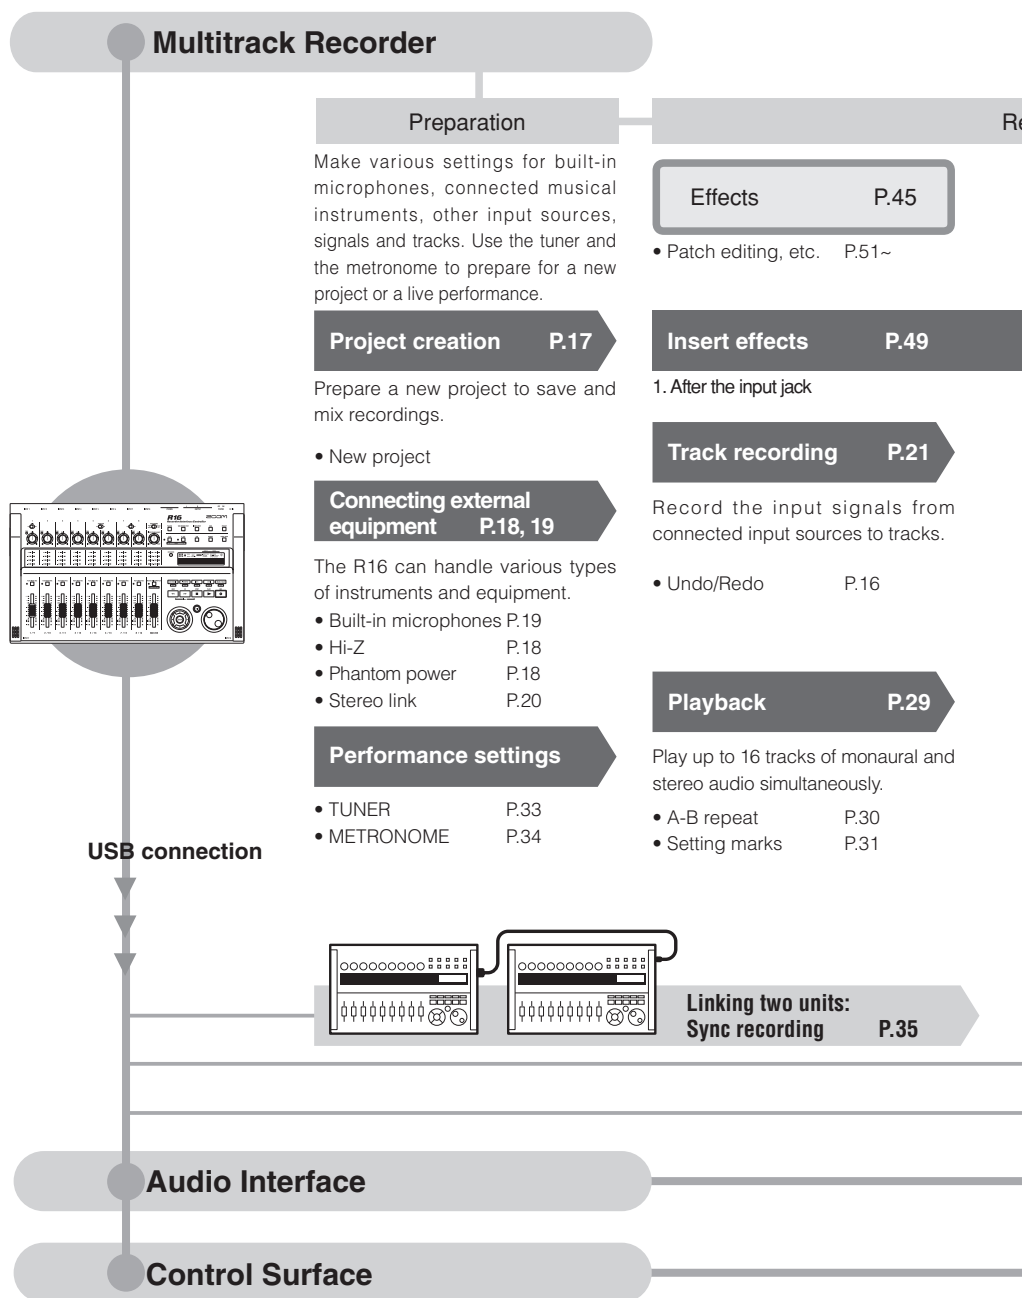 Multitrack Recorder
Preparation
Make various settings for built-in
microphones, connected musical
instruments, other input sources,
signals and tracks. Use the tuner and
the metronome to prepare for a new
project or a live performance.
Project creation P.17
Prepare a new project to save and
mix recordings.
• New project
Connecting external
equipment P.18, 19
The R16 can handle various types
of instruments and equipment.
• Built-in microphones P.19
• Hi-Z P.18
• Phantom power P.18
• Stereo link P.20
Performance settings
• TUNER P.33
• METRONOME P.34
Re
Effects P.45
• Patch editing, etc. P.51~
Insert effects P.49
1. After the input jack
Track recording P.21
Record the input signals from
connected input sources to tracks.
• Undo/Redo P.16
Playback P.29
Play up to 16 tracks of monaural and
stereo audio simultaneously.
• A-B repeat P.30
• Setting marks P.31
R16
ZOOM
USB connection
Linking two units:
Sync recording P.35
Audio Interface
Control Surface